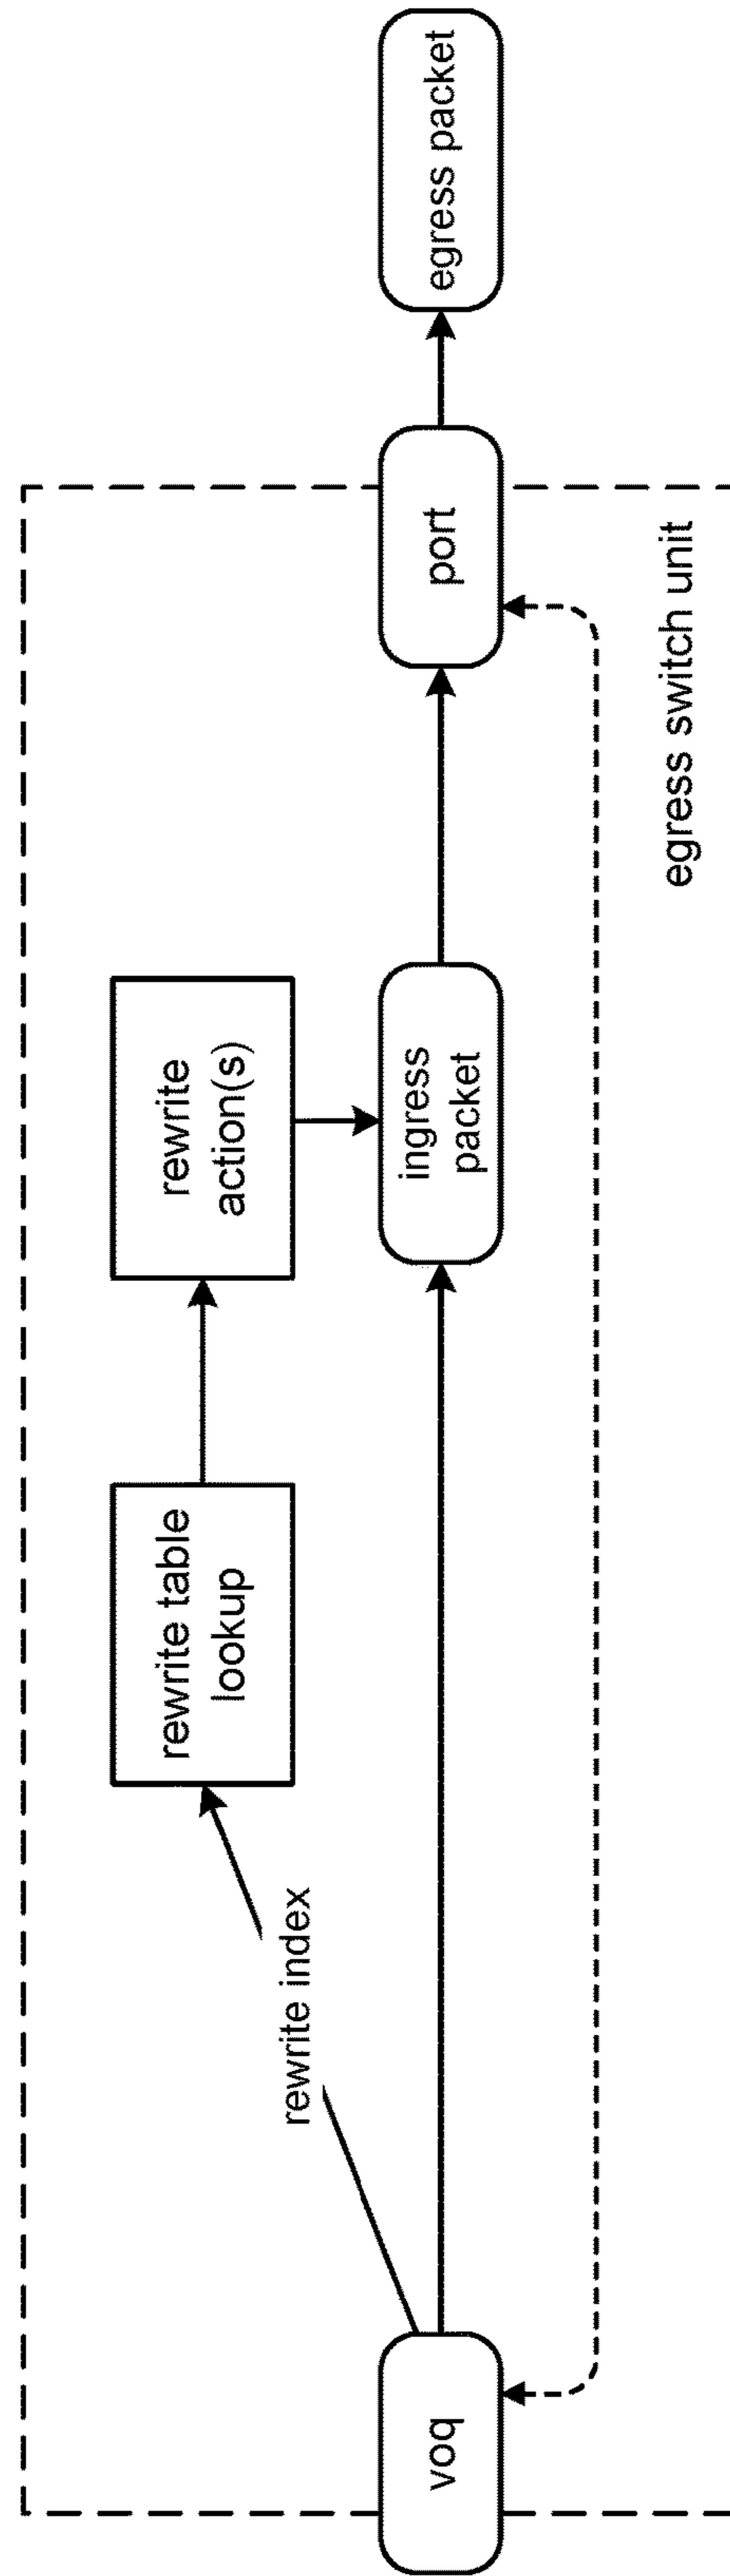 voq
rewrite index
rewrite table
lookup
rewrite
action(s)
ingress
packet
port
egress packet
egress switch unit